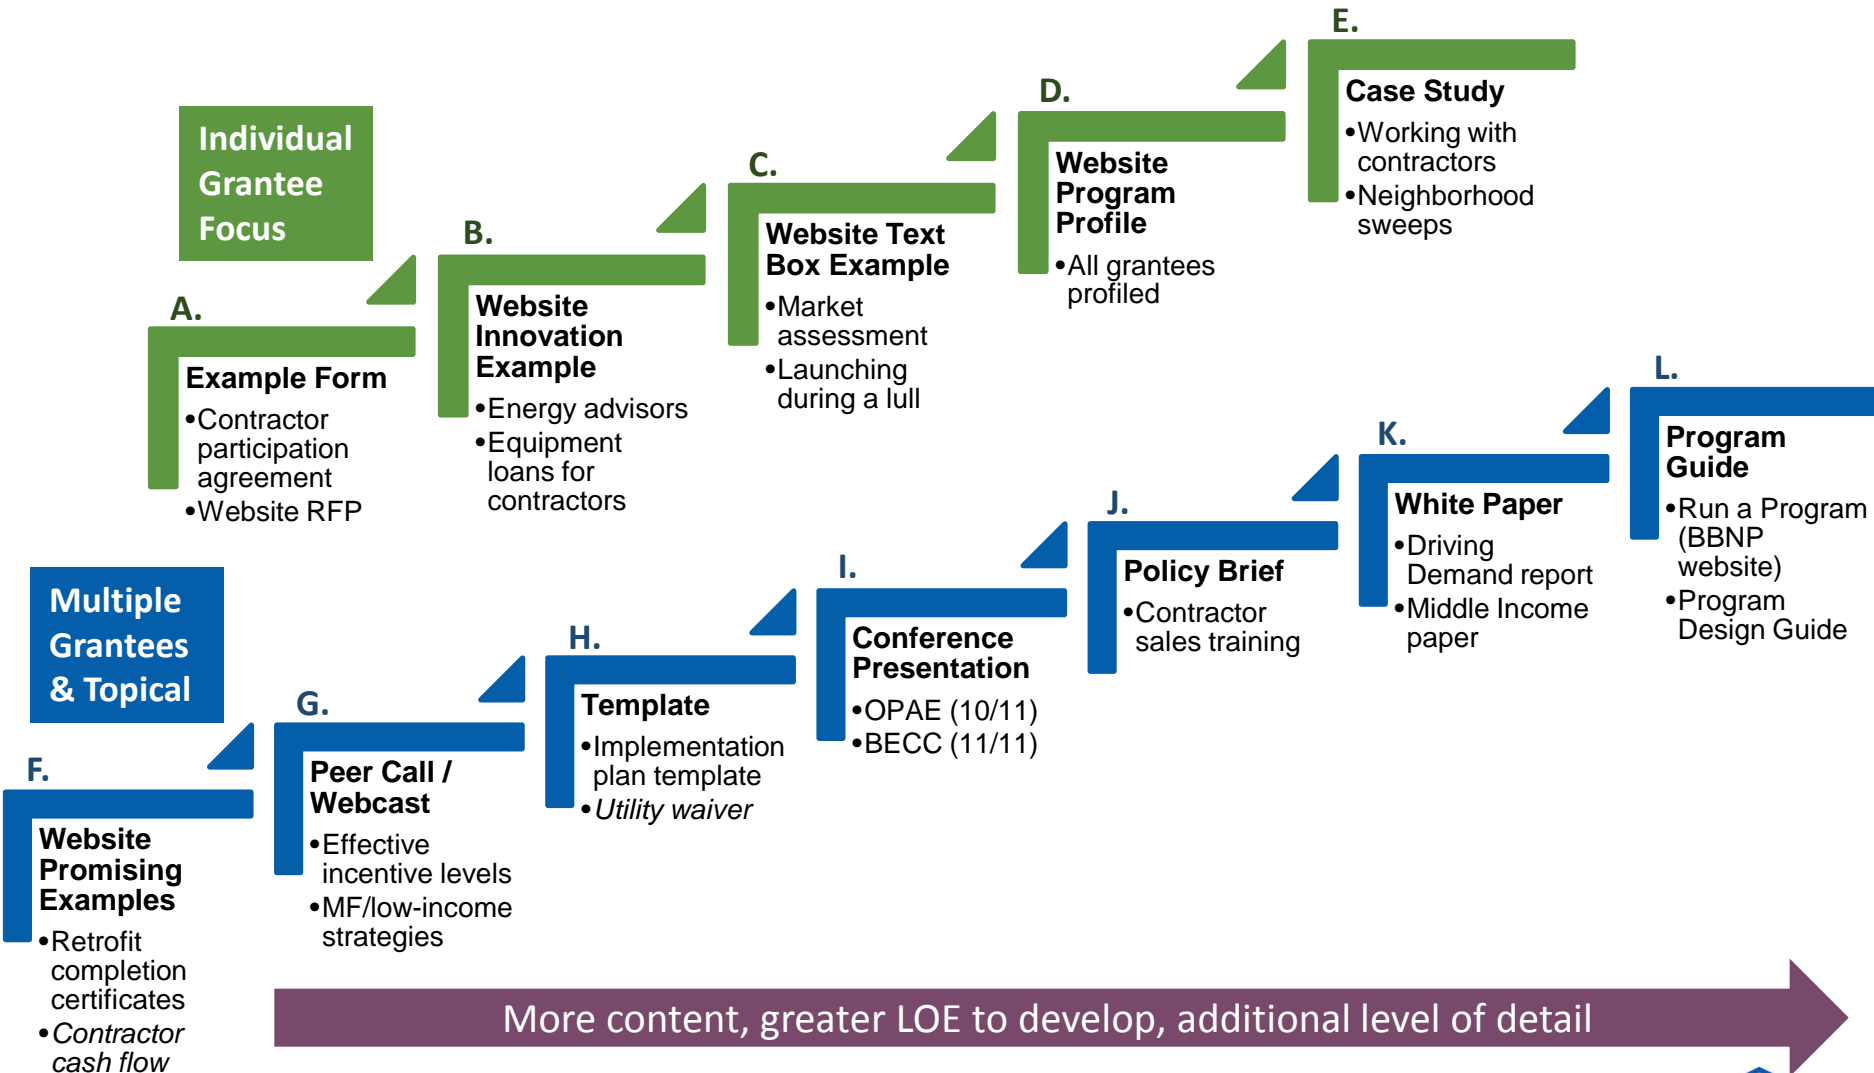 Individual
Grantee
Focus
A.
Example Form
•Contractor
participation
agreement
•Website RFP
B.
Website
Innovation
Example
•Energy advisors
•Equipment
loans for
contractors
C.
Website Text
Box Example
•Market
assessment
•Launching
during a lull
D.
Website
Program
Profile
•All grantees
profiled
E.
Case Study
•Working with
contractors
•Neighborhood
sweeps
Multiple
Grantees
& Topical
F.
Website
Promising
Examples
•Retrofit
completion
certificates
•Contractor
cash flow
G.
Peer Call /
Webcast
•Effective
incentive levels
•MF/low-income
strategies
H.
Template
•Implementation
plan template
•Utility waiver
I.
Conference
Presentation
•OPAE (10/11)
•BECC (11/11)
J.
Policy Brief
•Contractor
sales training
K.
White Paper
•Driving
Demand report
•Middle Income
paper
L.
Program
Guide
•Run a Program
(BBNP
website)
•Program
Design Guide
More content, greater LOE to develop, additional level of detail